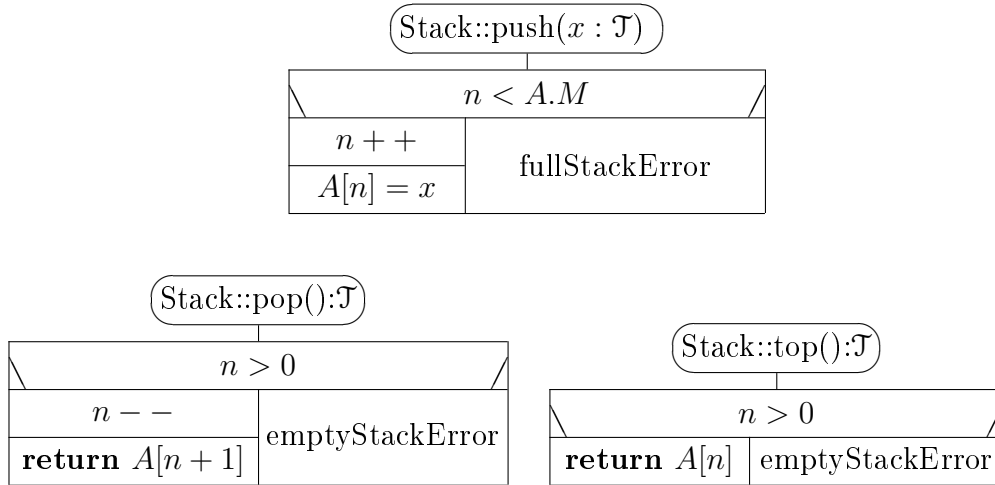 Stack::push(x : 𝒯)
n < A.M
n + +
fullStackError
A[n] = x
Stack::pop():𝒯
n > 0
n − −
emptyStackError
return A[n + 1]
Stack::top():𝒯
n > 0
return A[n] emptyStackError